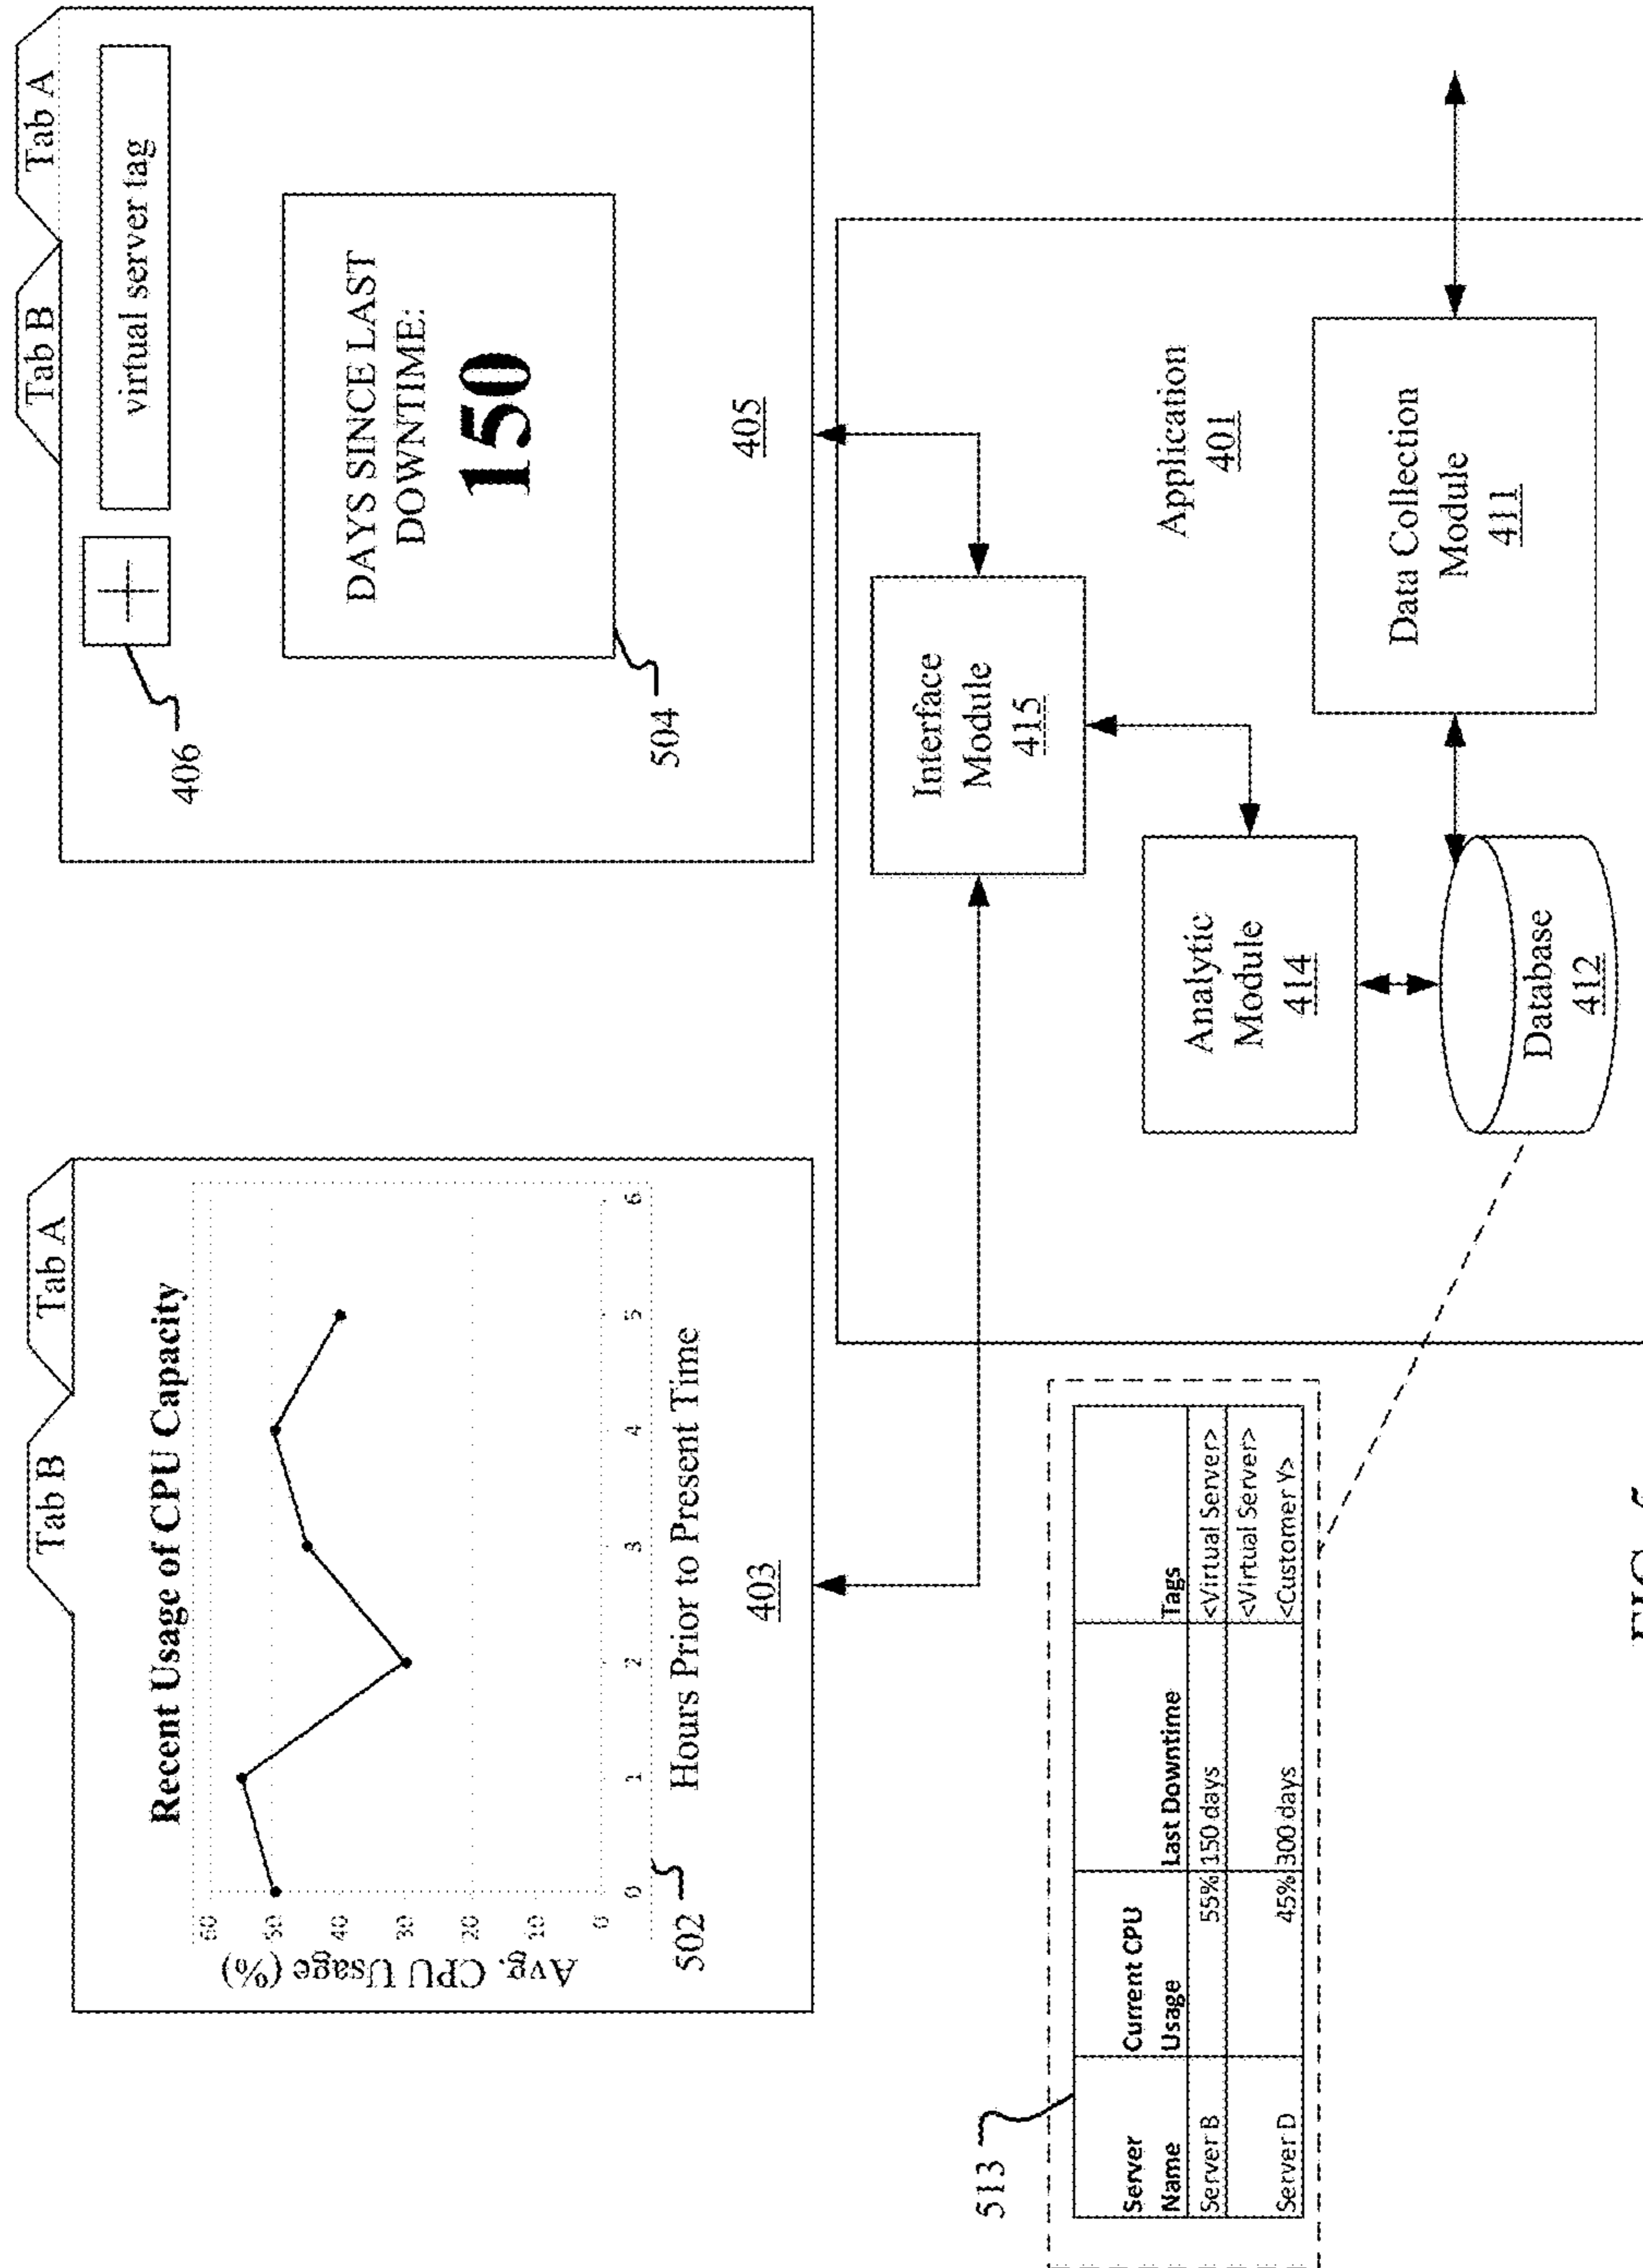 Tab B
Tab A
Recent Usage of CPU Capacity
Avg. CPU Usage (%)
60
50
40
30
20
10
0
0
1
2
3
4
5
6
502
Hours Prior to Present Time
403
Tab B
Tab A
406
virtual server tag
DAYS SINCE LAST
DOWNTIME:
150
504
405
513
Server
Name
Current CPU
Usage
Last Downtime
Tags
Server B
55%
150 days
<Virtual Server>
Server D
45%
300 days
<Virtual Server>
<Customer Y>
Interface
Module
415
Application
401
Analytic
Module
414
Data Collection
Module
411
Database
412